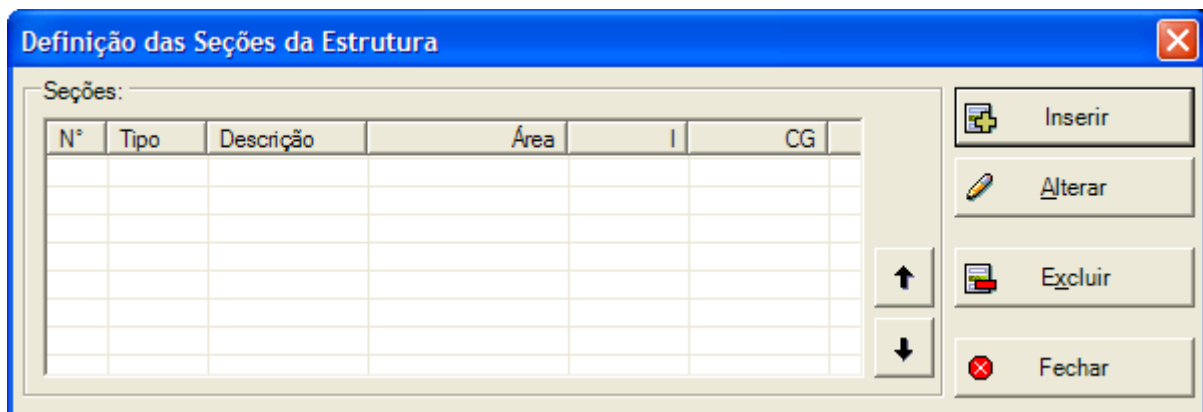 Definição das Seções da Estrutura
Seções:
N° Tipo Descrição Área I CG
Inserir
Alterar
Excluir
Fechar